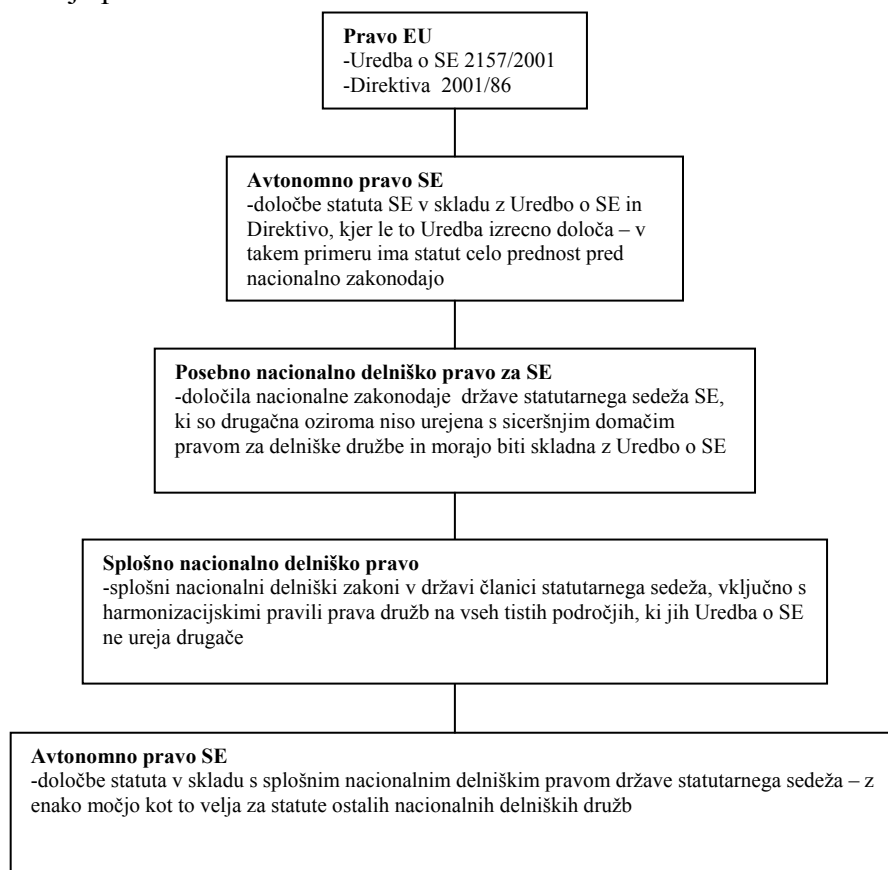 Pravo EU
-Uredba o SE 2157/2001
-Direktiva 2001/86
Avtonomno pravo SE
-določbe statuta SE v skladu z Uredbo o SE in
Direktivo, kjer le to Uredba izrecno določa – v
takem primeru ima statut celo prednost pred
nacionalno zakonodajo
Posebno nacionalno delniško pravo za SE
-določila nacionalne zakonodaje države statutarnega sedeža SE,
ki so drugačna oziroma niso urejena s siceršnjim domačim
pravom za delniške družbe in morajo biti skladna z Uredbo o SE
Splošno nacionalno delniško pravo
-splošni nacionalni delniški zakoni v državi članici statutarnega sedeža, vključno s
harmonizacijskimi pravili prava družb na vseh tistih področjih, ki jih Uredba o SE
ne ureja drugače
Avtonomno pravo SE
-določbe statuta v skladu s splošnim nacionalnim delniškim pravom države statutarnega sedeža – z
enako močjo kot to velja za statute ostalih nacionalnih delniških družb